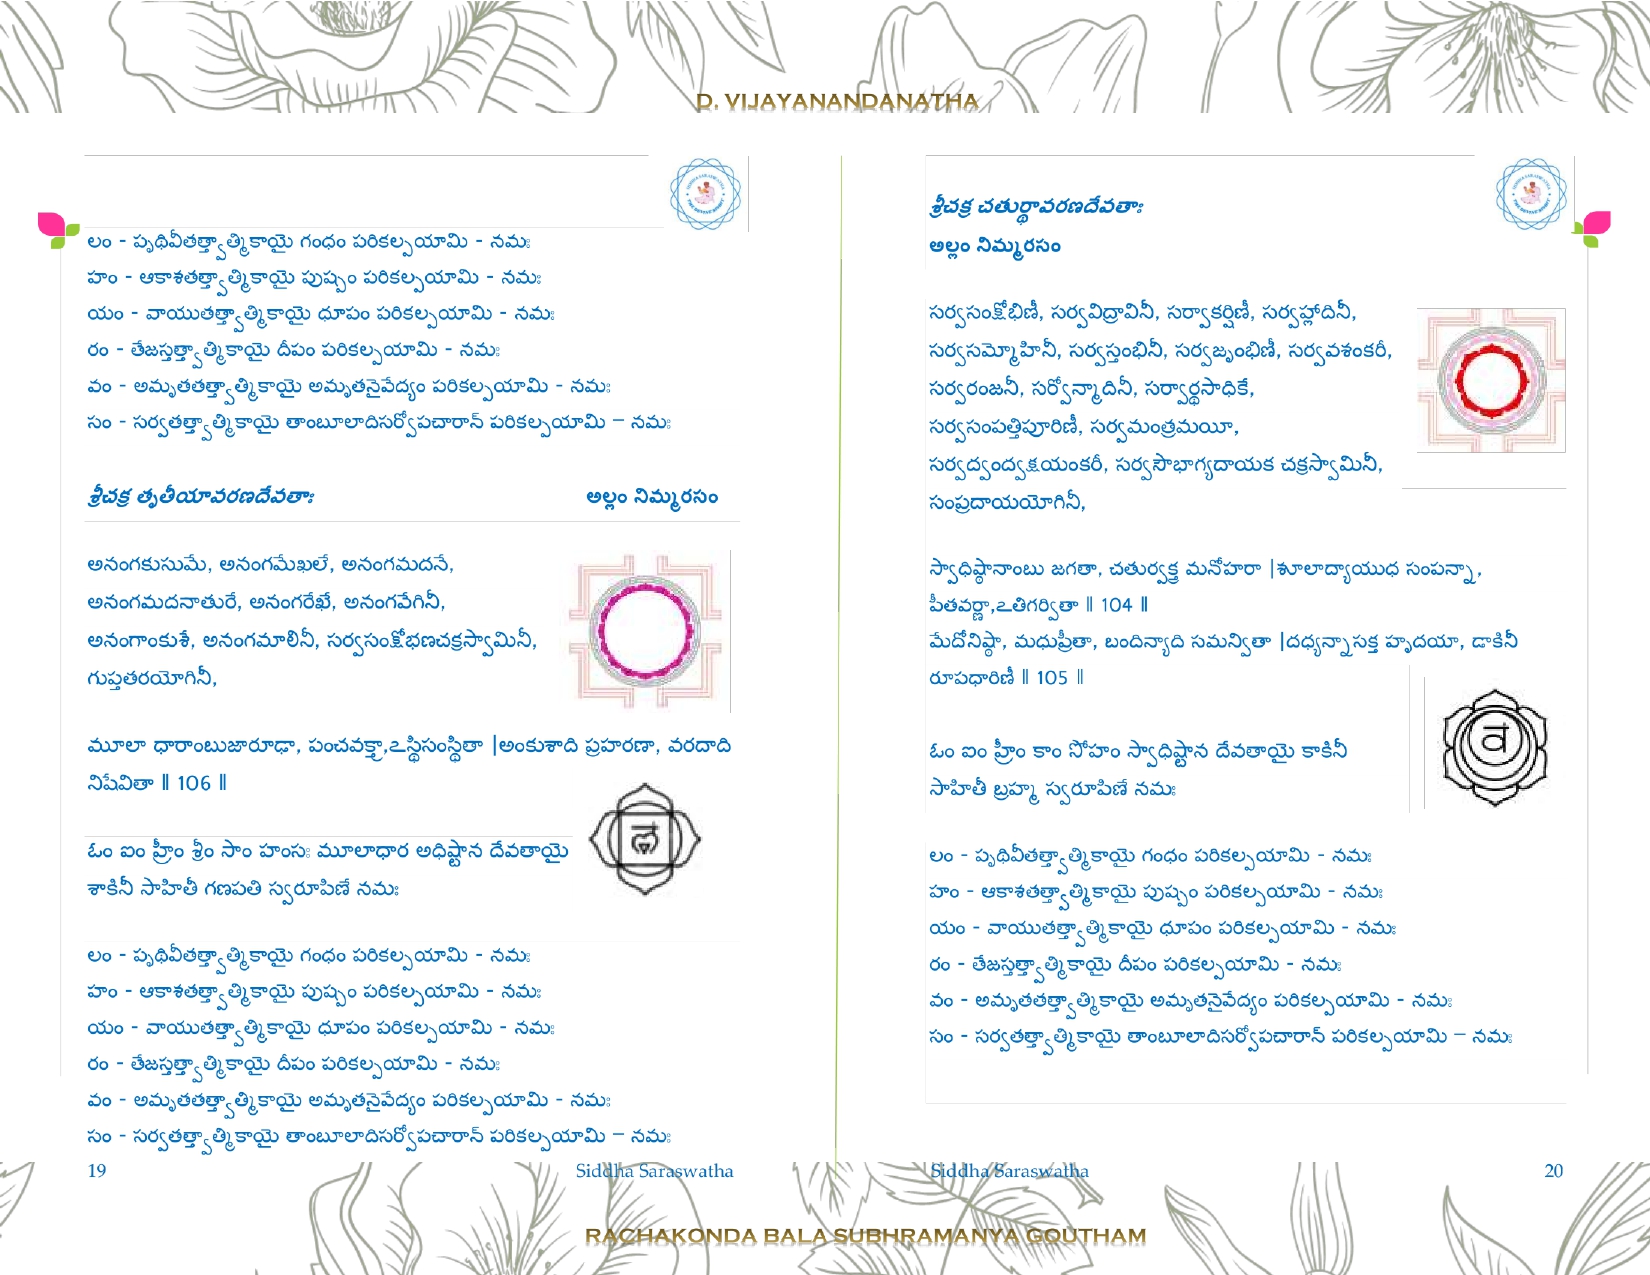 D. VIJAYANANDANATHA
లం - పృథివీతత్త్వాత్మికాయై గంధం పరికల్పయామి - నమః
హం - ఆకాశతత్త్వాత్మికాయై పుష్పం పరికల్పయామి - నమః
యం - వాయుతత్త్వాత్మికాయై ధూపం పరికల్పయామి - నమః
రం - తేజస్తత్త్వాత్మికాయై దీపం పరికల్పయామి - నమః
వం - అమృతతత్త్వాత్మికాయై అమృతనైవేద్యం పరికల్పయామి - నమః
సం - సర్వతత్త్వాత్మికాయై తాంబూలాదిసర్వోపచారాన్ పరికల్పయామి – నమః
శ్రీచక్ర తృతీయావరణదేవతాః అల్లం నిమ్మరసం
అనంగకుసుమే, అనంగమేఖలే, అనంగమదనే,
అనంగమదనాతురే, అనంగరేఖే, అనంగవేగినీ,
అనంగాంకుశే, అనంగమాలినీ, సర్వసంక్షోభణచక్రస్వామినీ,
గుప్తతరయోగినీ,
మూలా ధారాంబుజారూఢా, పంచవక్త్రా,ఽస్థిసంస్థితా |అంకుశాది ప్రహరణా, వరదాది
నిషేవితా ॥ 106 ॥
ఓం ఐం హ్రీం శ్రీం సాం హంసః మూలాధార అధిష్టాన దేవతాయై
శాకినీ సాహితీ గణపతి స్వరూపిణే నమః
లం - పృథివీతత్త్వాత్మికాయై గంధం పరికల్పయామి - నమః
హం - ఆకాశతత్త్వాత్మికాయై పుష్పం పరికల్పయామి - నమః
యం - వాయుతత్త్వాత్మికాయై ధూపం పరికల్పయామి - నమః
రం - తేజస్తత్త్వాత్మికాయై దీపం పరికల్పయామి - నమః
వం - అమృతతత్త్వాత్మికాయై అమృతనైవేద్యం పరికల్పయామి - నమః
సం - సర్వతత్త్వాత్మికాయై తాంబూలాదిసర్వోపచారాన్ పరికల్పయామి – నమః
19 Siddha Saraswatha
శ్రీచక్ర చతుర్థావరణదేవతాః
అల్లం నిమ్మరసం
సర్వసంక్షోభిణీ, సర్వవిద్రావినీ, సర్వాకర్షిణీ, సర్వహ్లాదినీ,
సర్వసమ్మోహినీ, సర్వస్తంభినీ, సర్వజృంభిణీ, సర్వవశంకరీ,
సర్వరంజనీ, సర్వోన్మాదినీ, సర్వార్థసాధికే,
సర్వసంపత్తిపూరిణీ, సర్వమంత్రమయీ,
సర్వద్వంద్వక్షయంకరీ, సర్వసౌభాగ్యదాయక చక్రస్వామినీ,
సంప్రదాయయోగినీ,
స్వాధిష్ఠానాంబు జగతా, చతుర్వక్త్ర మనోహరా |శూలాద్యాయుధ సంపన్నా,
పీతవర్ణా,ఽతిగర్వితా ॥ 104 ॥
మేదోనిష్ఠా, మధుప్రీతా, బందిన్యాది సమన్వితా |దధ్యన్నాసక్త హృదయా, డాకినీ
రూపధారిణీ ॥ 105 ॥
ఓం ఐం హ్రీం కాం సోహం స్వాధిష్టాన దేవతాయై కాకినీ
సాహితీ బ్రహ్మ స్వరూపిణే నమః
व
లం - పృథివీతత్త్వాత్మికాయై గంధం పరికల్పయామి - నమః
హం - ఆకాశతత్త్వాత్మికాయై పుష్పం పరికల్పయామి - నమః
యం - వాయుతత్త్వాత్మికాయై ధూపం పరికల్పయామి - నమః
రం - తేజస్తత్త్వాత్మికాయై దీపం పరికల్పయామి - నమః
వం - అమృతతత్త్వాత్మికాయై అమృతనైవేద్యం పరికల్పయామి - నమః
సం - సర్వతత్త్వాత్మికాయై తాంబూలాదిసర్వోపచారాన్ పరికల్పయామి – నమః
Siddha Saraswatha 20
RACHAKONDA BALA SUBHRAMANYA GOUTHAM